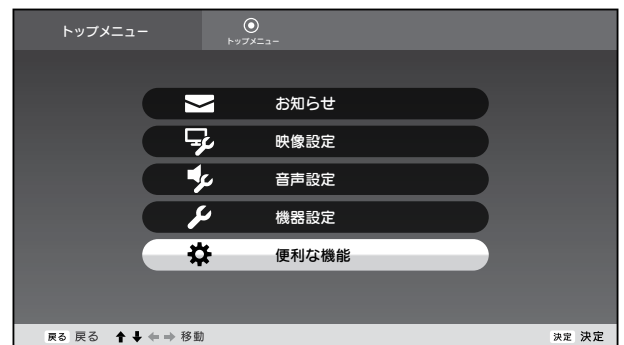 トップメニュー
トップメニュー
お知らせ
映像設定
音声設定
機器設定
便利な機能
戻る 戻る 移動 決定 決定